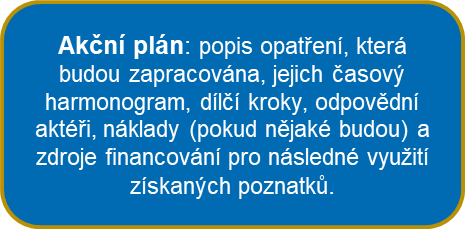 Akční plán: popis opatření, která
budou zapracována, jejich časový
harmonogram, dílčí kroky, odpovědní
aktéři, náklady (pokud nějaké budou) a
zdroje financování pro následné využití
získaných poznatků.